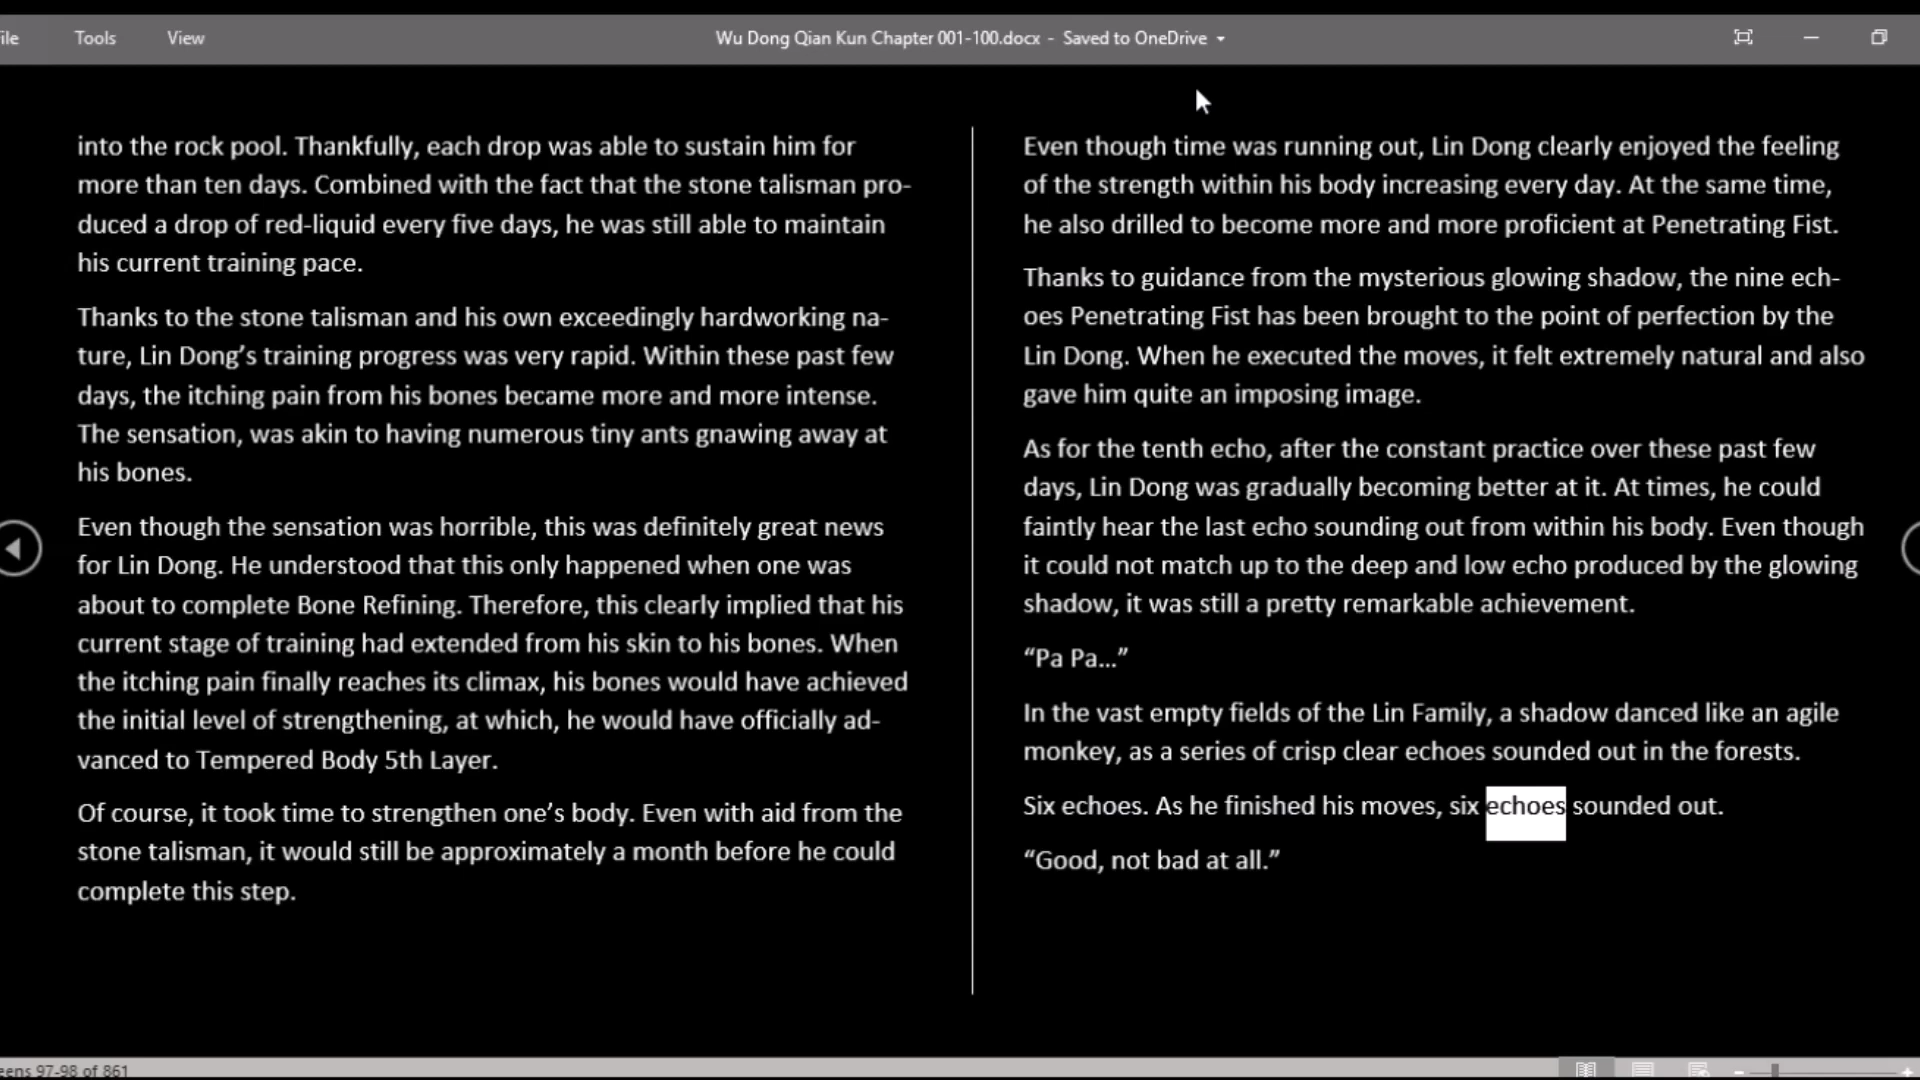 ile Tools View Wu Dong Qian Kun Chapter 001-100.docx - Saved to OneDrive
into the rock pool. Thankfully, each drop was able to sustain him for
more than ten days. Combined with the fact that the stone talisman pro-
duced a drop of red-liquid every five days, he was still able to maintain
his current training pace.
Thanks to the stone talisman and his own exceedingly hardworking na-
ture, Lin Dong’s training progress was very rapid. Within these past few
days, the itching pain from his bones became more and more intense.
The sensation, was akin to having numerous tiny ants gnawing away at
his bones.
Even though the sensation was horrible, this was definitely great news
for Lin Dong. He understood that this only happened when one was
about to complete Bone Refining. Therefore, this clearly implied that his
current stage of training had extended from his skin to his bones. When
the itching pain finally reaches its climax, his bones would have achieved
the initial level of strengthening, at which, he would have officially ad-
vanced to Tempered Body 5th Layer.
Of course, it took time to strengthen one’s body. Even with aid from the
stone talisman, it would still be approximately a month before he could
complete this step.
Even though time was running out, Lin Dong clearly enjoyed the feeling
of the strength within his body increasing every day. At the same time,
he also drilled to become more and more proficient at Penetrating Fist.
Thanks to guidance from the mysterious glowing shadow, the nine ech-
oes Penetrating Fist has been brought to the point of perfection by the
Lin Dong. When he executed the moves, it felt extremely natural and also
gave him quite an imposing image.
As for the tenth echo, after the constant practice over these past few
days, Lin Dong was gradually becoming better at it. At times, he could
faintly hear the last echo sounding out from within his body. Even though
it could not match up to the deep and low echo produced by the glowing
shadow, it was still a pretty remarkable achievement.
“Pa Pa…”
In the vast empty fields of the Lin Family, a shadow danced like an agile
monkey, as a series of crisp clear echoes sounded out in the forests.
Six echoes. As he finished his moves, six echoes sounded out.
“Good, not bad at all.”
eens 97-98 of 861